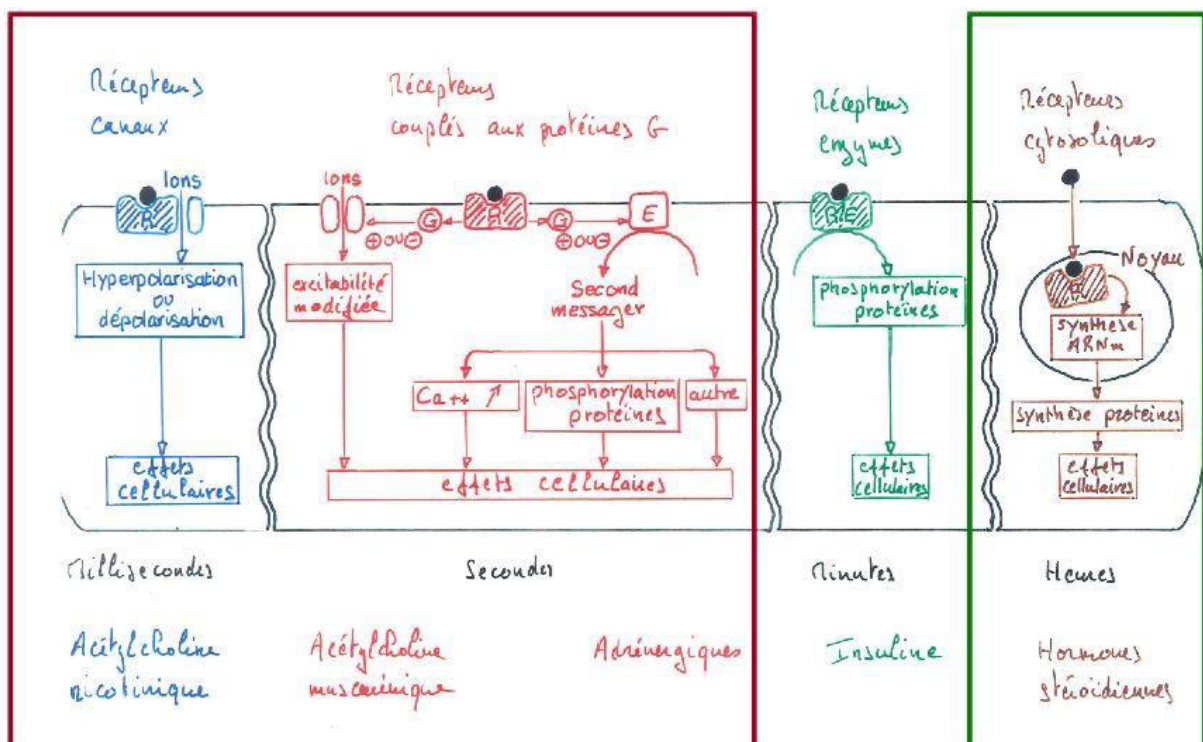 Récepteurs
canaux
Récepteurs
couplés aux protéines G
Récepteurs
enzymes
Récepteurs
cytosoliques
Ions
R
Hyperpolarisation
ou
dépolarisation
effets
cellulaires
Ions
G
R
G
E
⊕ou⊖
⊕ou⊖
excitabilité
modifiée
Second
messager
Ca++ ↗
phosphorylation
protéines
autre
effets cellulaires
R E
phosphorylation
protéines
effets
cellulaires
Noyau
R
synthèse
ARNm
synthèse protéines
effets
cellulaires
Millisecondes
Secondes
Minutes
Heures
Acétylcholine
nicotinique
Acétylcholine
muscarinique
Adrénergiques
Insuline
Hormones
stéroïdiennes